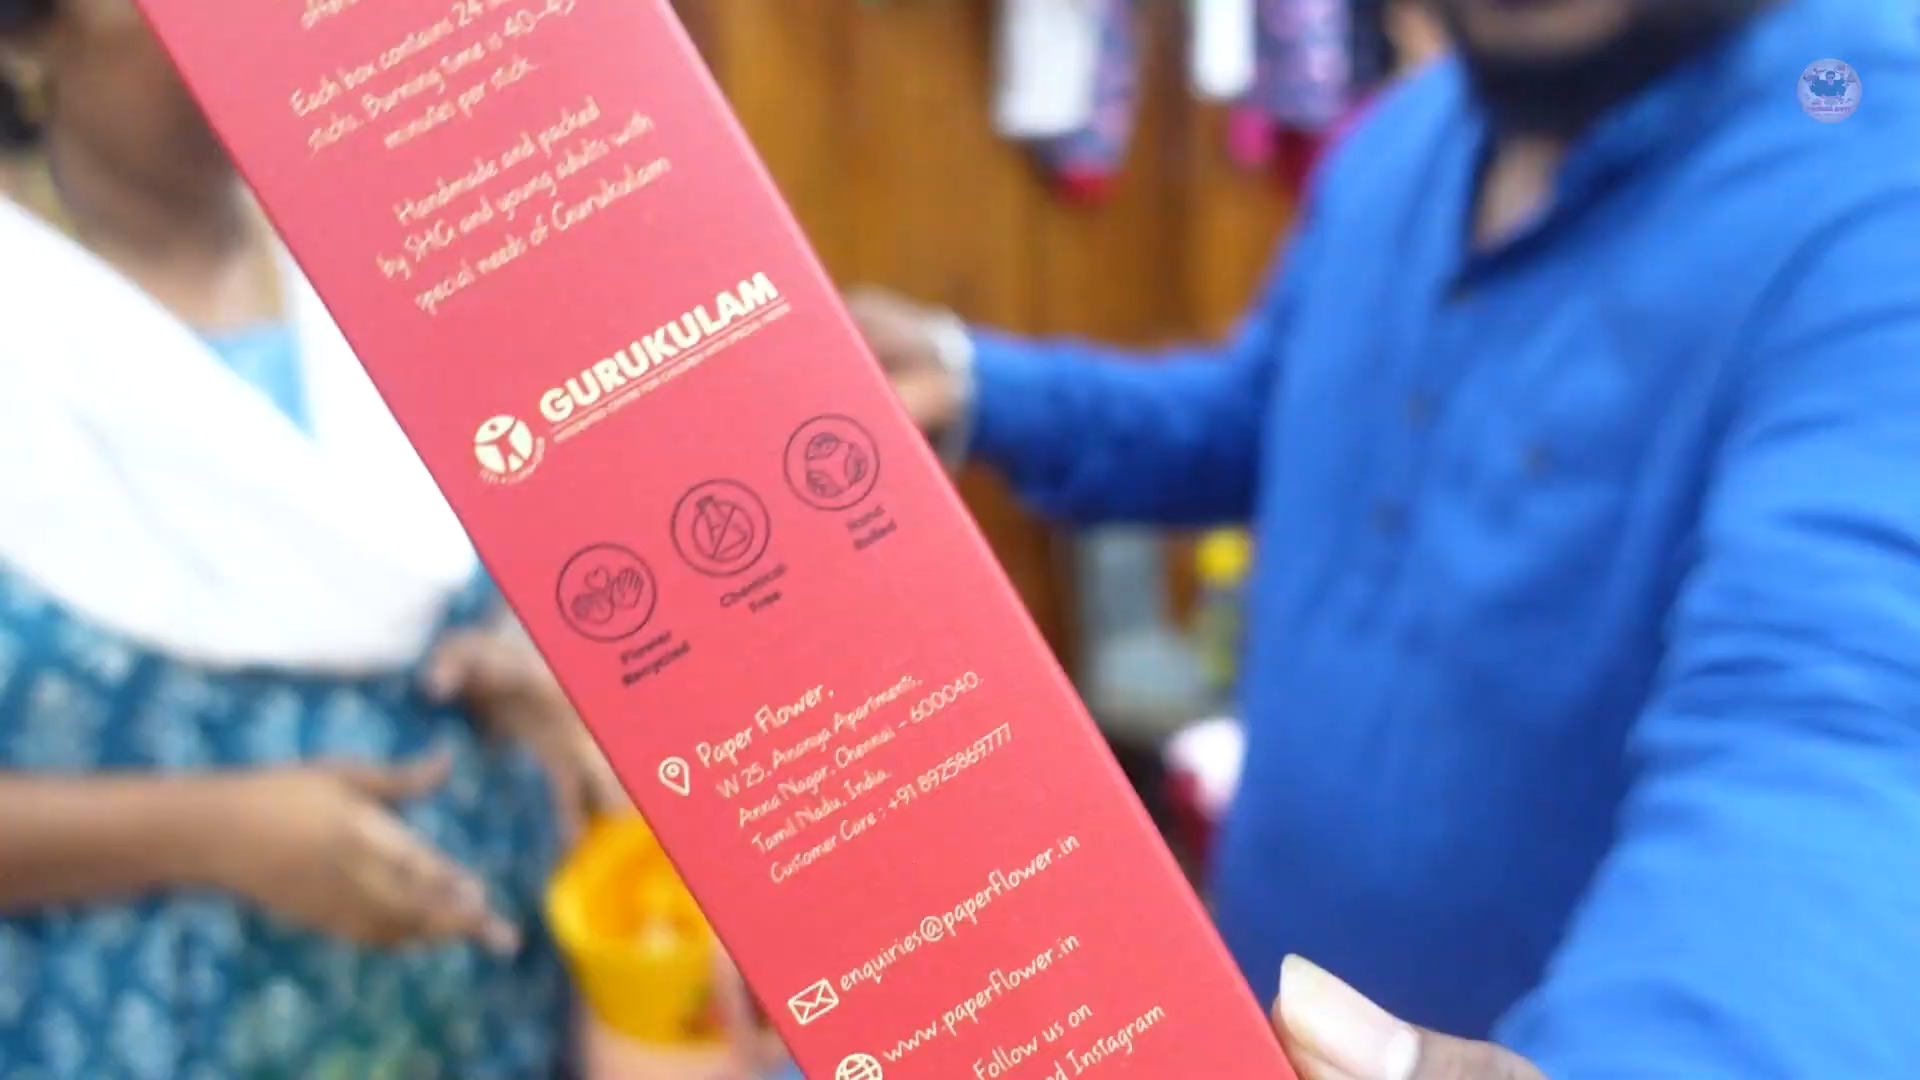 Each box contains 24
sticks. Burning time is 40-45
minutes per stick.
Handmade and packed
by SHG and young adults with
special needs of Gurukulam
GURUKULAM
Flower
Recycled
Chemical
Free
Hand
Rolled
Paper Flower,
W 25, Ananya Apartments,
Anna Nagar, Chennai - 600040.
Tamil Nadu, India.
Customer Care : +91 8925869777
enquiries@paperflower.in
www.paperflower.in
Follow us on
Instagram